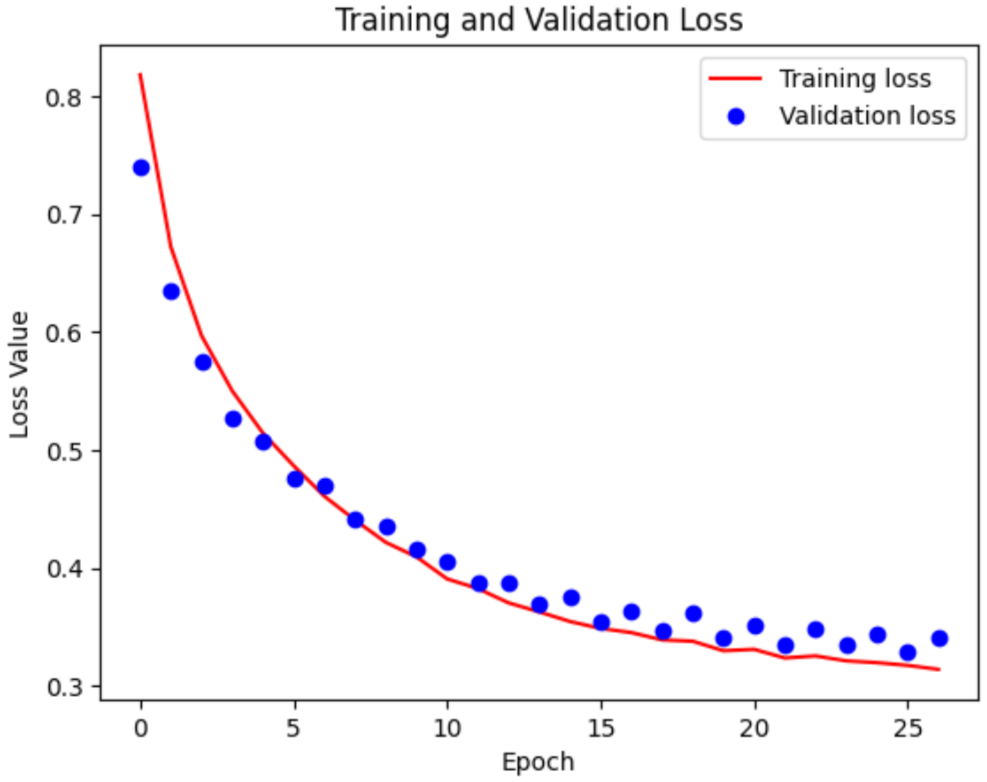 Training and Validation Loss
Training loss
Validation loss
0.8
0.7
0.6
0.5
0.4
0.3
Loss Value
0 5 10 15 20 25
Epoch